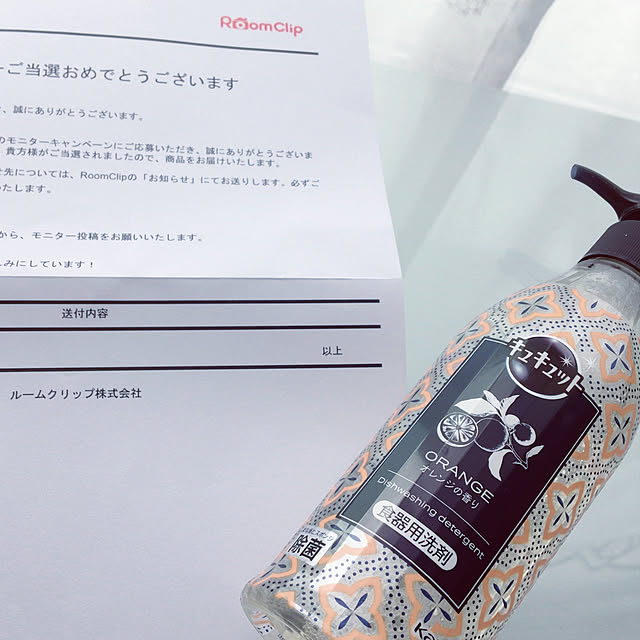 RoomClip
ーご当選おめでとうございます
、誠にありがとうございます。
のモニターキャンペーンにご応募いただき、誠にありがとうございま
貴方様がご当選されましたので、商品をお届けいたします。
せ先については、RoomClipの「お知らせ」にてお送りします。必ずご
たします。
から、モニター投稿をお願いいたします。
しみにしています！
送付内容
以上
ルームクリップ株式会社
キュキュット
ORANGE
オレンジの香り
Dishwashing detergent
食器用洗剤
除菌